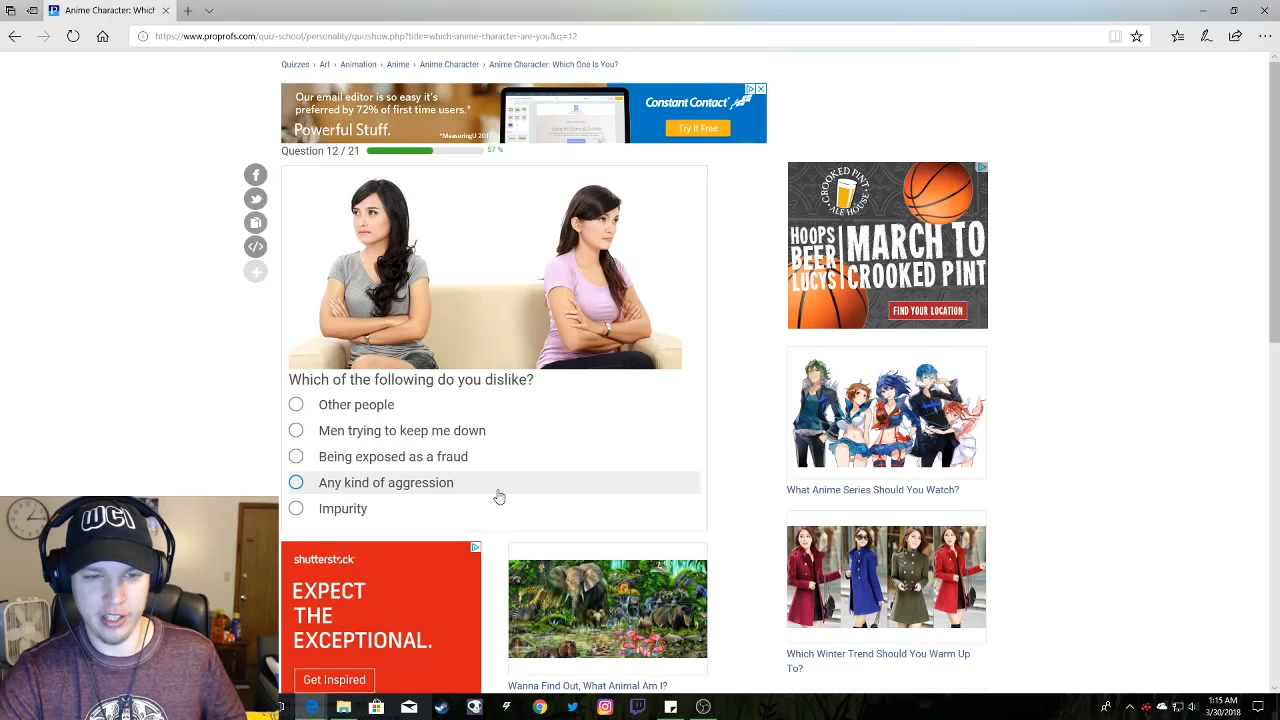 Anime Character: Whic
https://www.proprofs.com/quiz-school/personality/quizshow.php?title=which-anime-character-are-you&q=12
Quizzes › Art › Animation › Anime › Anime Character › Anime Character: Which One Is You?
Our email editor is so easy it's
preferred by 72% of first time users.*
Powerful Stuff.
*MeasuringU 2017
Constant Contact
Try It Free
Question 12 / 21
57 %
Which of the following do you dislike?
Other people
Men trying to keep me down
Being exposed as a fraud
Any kind of aggression
Impurity
CROOKED PINT
ALE HOUSE
HOOPS
BEER
LUCYS
MARCH TO
CROOKED PINT
FIND YOUR LOCATION
What Anime Series Should You Watch?
Which Winter Trend Should You Warm Up
To?
shutterstock
EXPECT
THE
EXCEPTIONAL.
Get Inspired
Wanna Find Out, What Animal Am I?
WCI
1:15 AM
3/30/2018